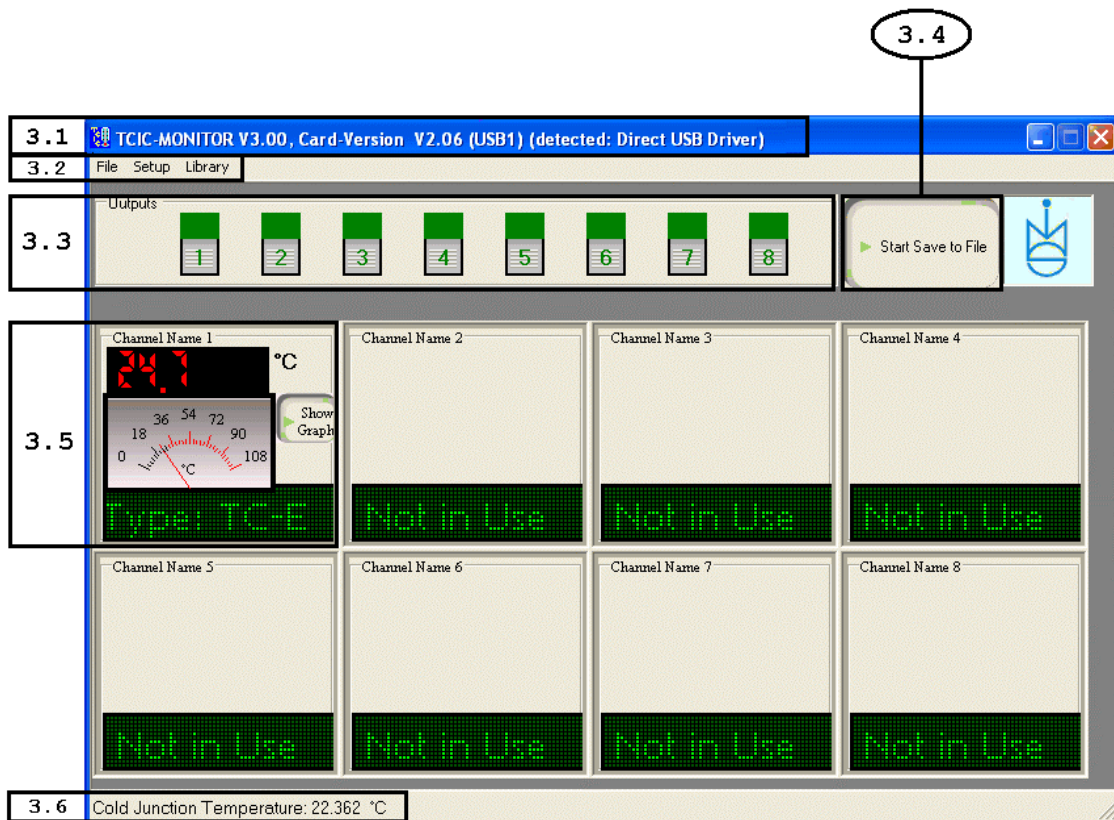 3.4
3.1 TCIC-MONITOR V3.00, Card-Version V2.06 (USB1) (detected: Direct USB Driver)
3.2 File Setup Library
3.3 Outputs
1 2 3 4 5 6 7 8
Start Save to File
3.5
Channel Name 1
24.7 °C
Show
Graph
0 18 36 54 72 90 108
°C
Type: TC-E
Channel Name 2
Not in Use
Channel Name 3
Not in Use
Channel Name 4
Not in Use
Channel Name 5
Not in Use
Channel Name 6
Not in Use
Channel Name 7
Not in Use
Channel Name 8
Not in Use
3.6 Cold Junction Temperature: 22.362 °C